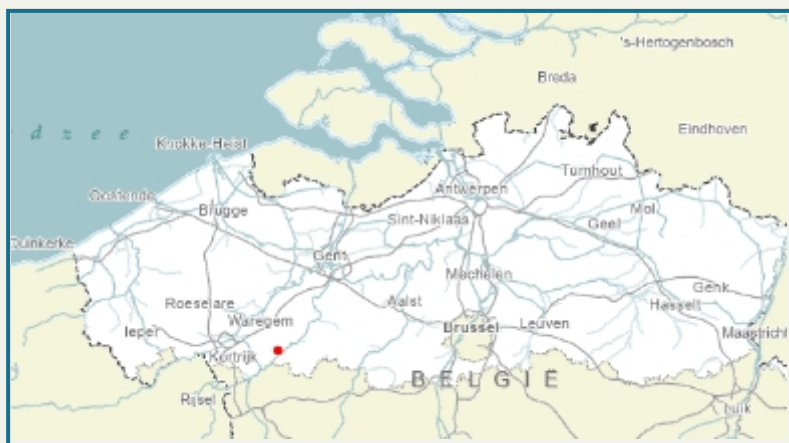 's-Hertogenbosch
Breda
d z e e
Eindhoven
Knokke-Heist
Turnhout
Antwerpen
Oostende
Mol
Brugge
Sint-Niklaas
Geel
Duinkerke
Gent
Mechelen
Genk
Roeselare
Aalst
Hasselt
Waregem
Ieper
Brussel
Leuven
Maastricht
Kortrijk
BELGIË
Rijsel
Luik